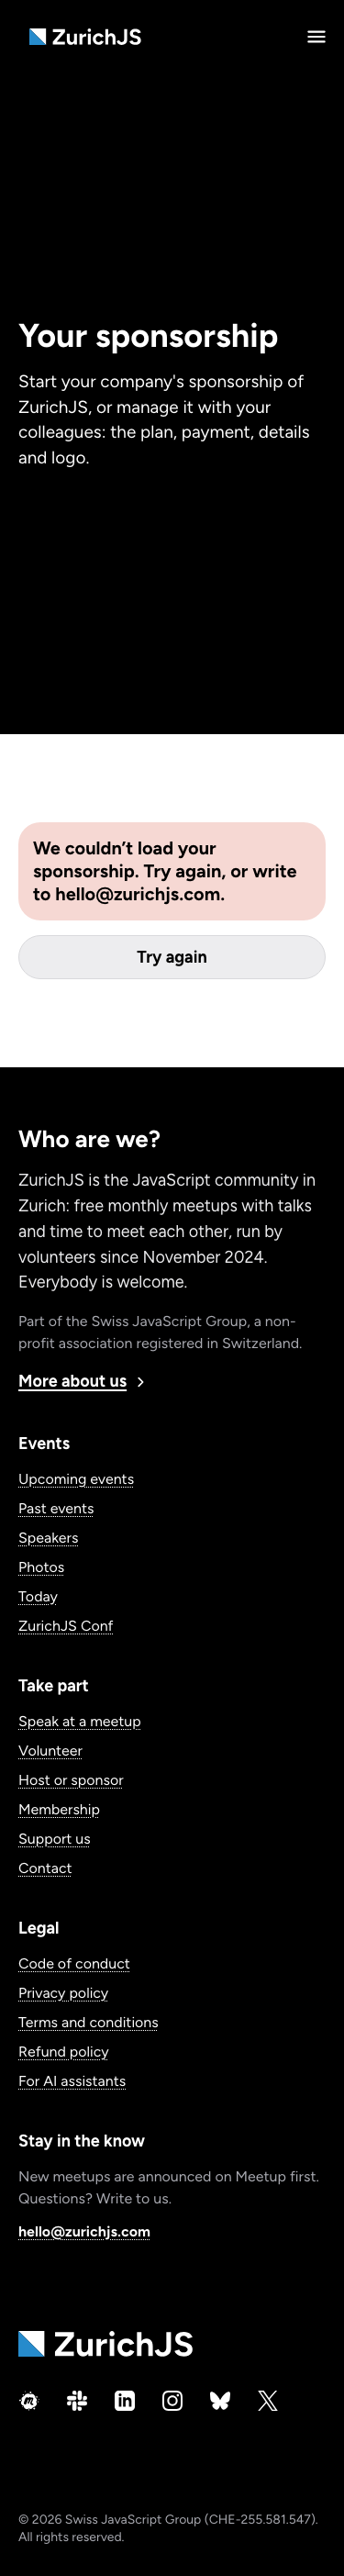 ZurichJS
Your sponsorship
Start your company's sponsorship of
ZurichJS, or manage it with your
colleagues: the plan, payment, details
and logo.
We couldn’t load your
sponsorship. Try again, or write
to hello@zurichjs.com.
Try again
Who are we?
ZurichJS is the JavaScript community in
Zurich: free monthly meetups with talks
and time to meet each other, run by
volunteers since November 2024.
Everybody is welcome.
Part of the Swiss JavaScript Group, a non-
profit association registered in Switzerland.
More about us
Events
Upcoming events
Past events
Speakers
Photos
Today
ZurichJS Conf
Take part
Speak at a meetup
Volunteer
Host or sponsor
Membership
Support us
Contact
Legal
Code of conduct
Privacy policy
Terms and conditions
Refund policy
For AI assistants
Stay in the know
New meetups are announced on Meetup first.
Questions? Write to us.
hello@zurichjs.com
ZurichJS
© 2026 Swiss JavaScript Group (CHE-255.581.547).
All rights reserved.